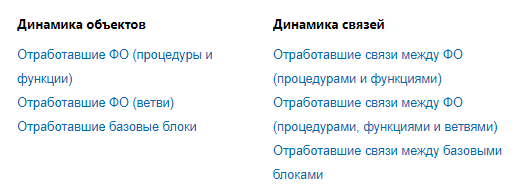 Динамика объектов
Отработавшие ФО (процедуры и
функции)
Отработавшие ФО (ветви)
Отработавшие базовые блоки
Динамика связей
Отработавшие связи между ФО
(процедурами и функциями)
Отработавшие связи между ФО
(процедурами, функциями и ветвями)
Отработавшие связи между базовыми
блоками